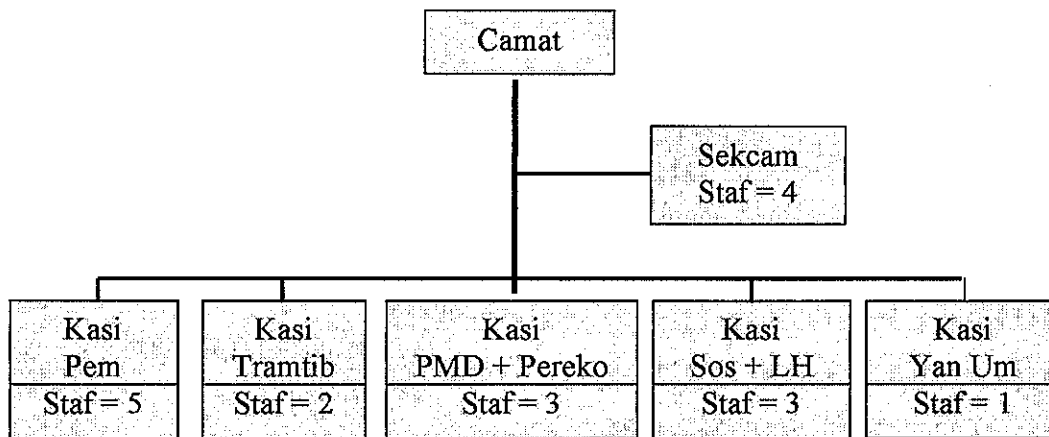 Camat
Sekcam
Staf = 4
Kasi
Pem
Staf = 5
Kasi
Tramtib
Staf = 2
Kasi
PMD + Pereko
Staf = 3
Kasi
Sos + LH
Staf = 3
Kasi
Yan Um
Staf = 1